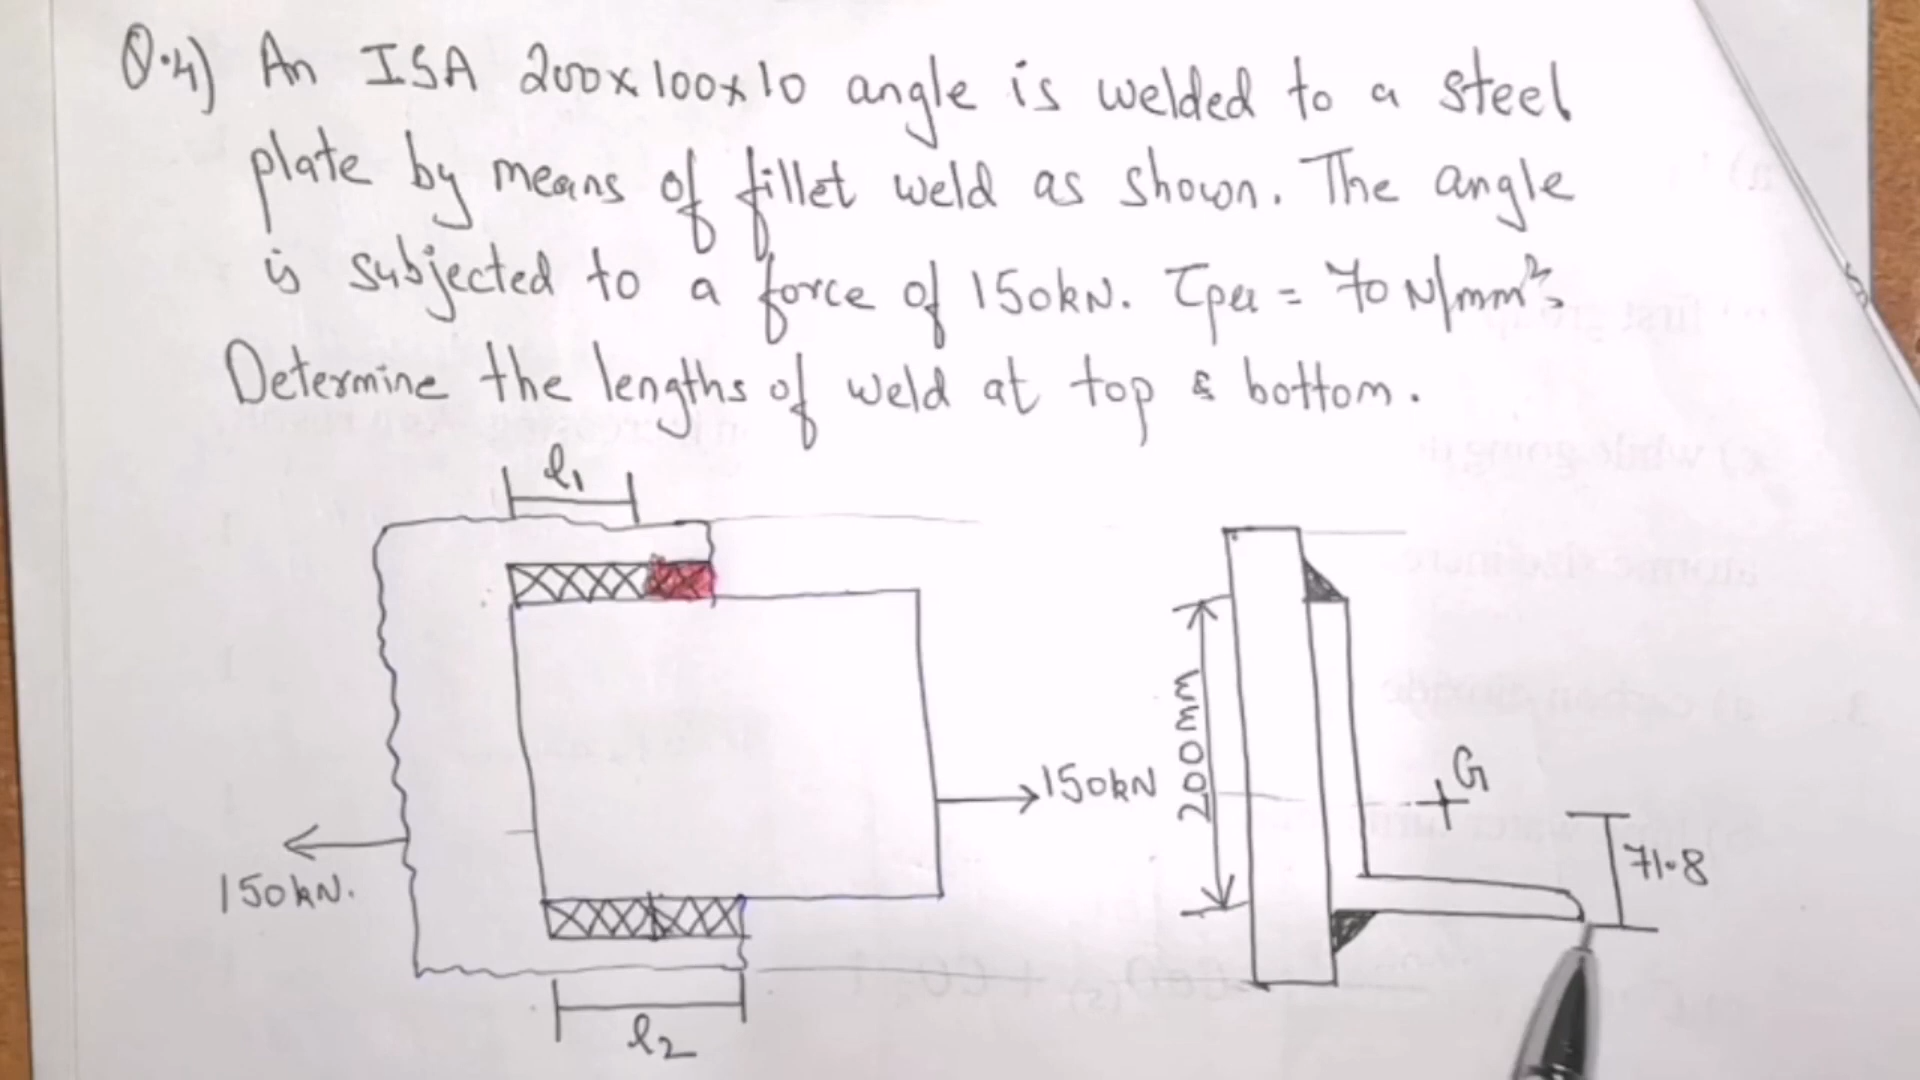 Q.4) An ISA 200x100x10 angle is welded to a steel
plate by means of fillet weld as shown. The angle
is subjected to a force of 150kN. τper = 70 N/mm².
Determine the lengths of weld at top & bottom.
l₁
150kN
150kN.
l₂
200mm
G
71.8